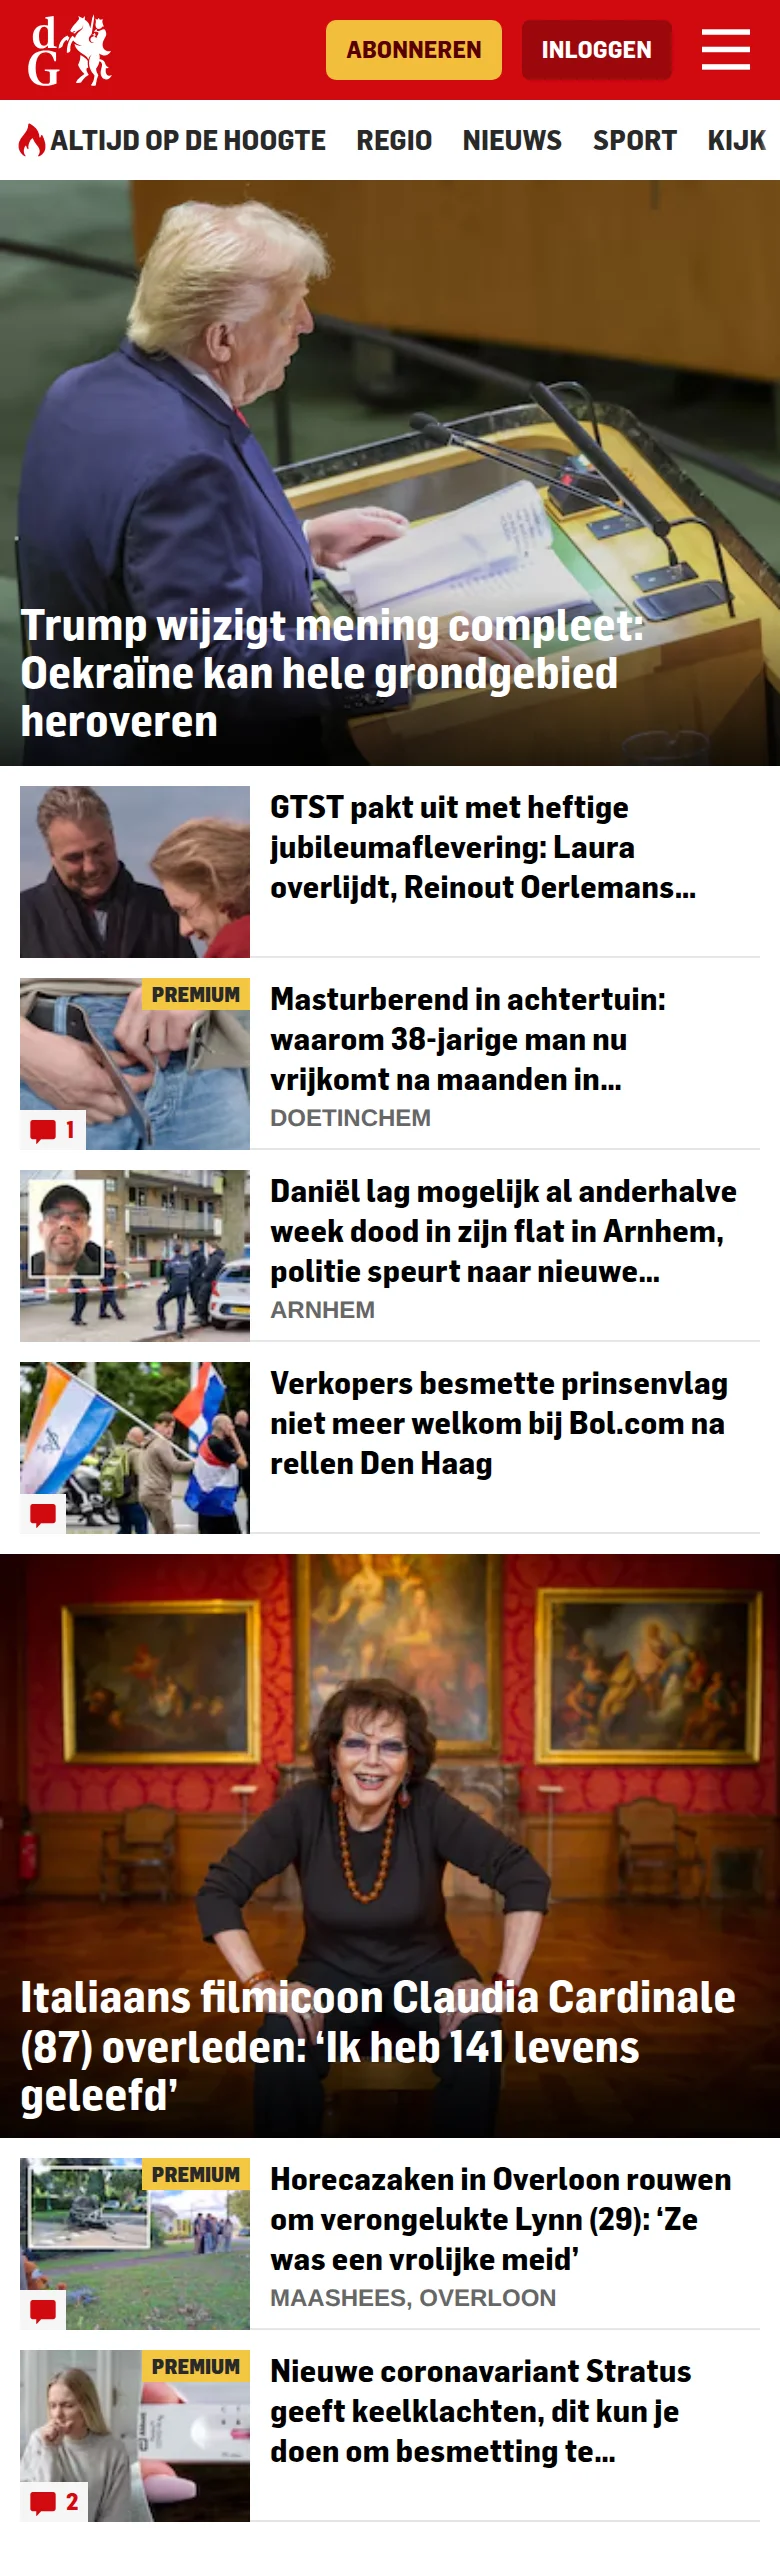 dG
ABONNEREN
INLOGGEN
ALTIJD OP DE HOOGTE
REGIO
NIEUWS
SPORT
KIJK
Trump wijzigt mening compleet:
Oekraïne kan hele grondgebied
heroveren
GTST pakt uit met heftige
jubileumaflevering: Laura
overlijdt, Reinout Oerlemans...
PREMIUM
1
Masturberend in achtertuin:
waarom 38-jarige man nu
vrijkomt na maanden in...
DOETINCHEM
Daniël lag mogelijk al anderhalve
week dood in zijn flat in Arnhem,
politie speurt naar nieuwe...
ARNHEM
Verkopers besmette prinsenvlag
niet meer welkom bij Bol.com na
rellen Den Haag
Italiaans filmicoon Claudia Cardinale
(87) overleden: ‘Ik heb 141 levens
geleefd’
PREMIUM
Horecazaken in Overloon rouwen
om verongelukte Lynn (29): ‘Ze
was een vrolijke meid’
MAASHEES, OVERLOON
PREMIUM
2
Nieuwe coronavariant Stratus
geeft keelklachten, dit kun je
doen om besmetting te...